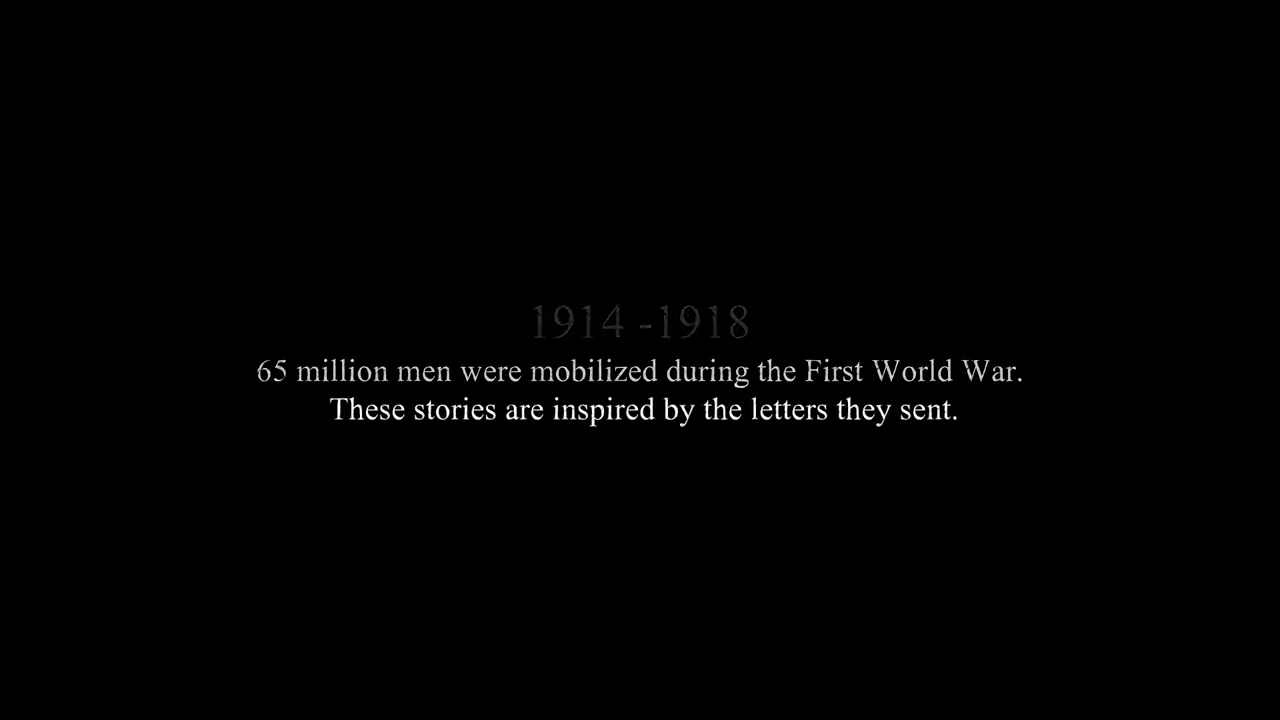 1914 -1918
65 million men were mobilized during the First World War.
These stories are inspired by the letters they sent.